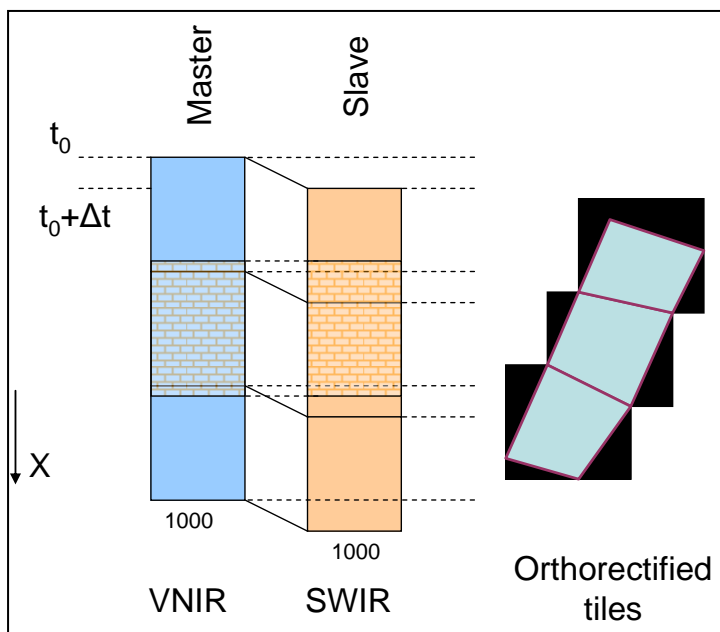 Master
Slave
t₀
t₀+Δt
X
1000
1000
VNIR
SWIR
Orthorectified
tiles